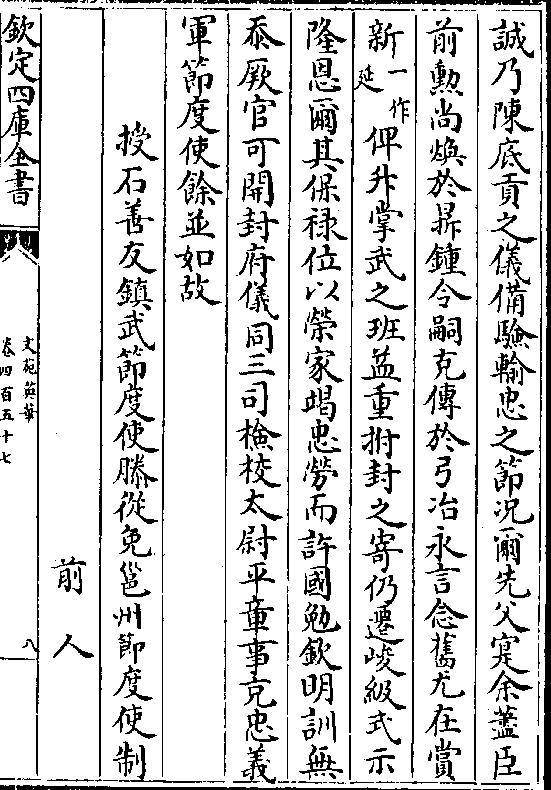 誠乃陳底貢之儀備驗輸忠之節況爾先父寔余藎臣
前勲尚煥於鼎鍾令嗣克傳於弓冶永言念舊尤在賞
新一作延俾升掌武之班益重拊封之寄仍遷峻級式示
隆恩爾其保禄位以榮家竭忠勞而許國勉欽明訓無
忝厥官可開封府儀同三司檢校太尉平章事充忠義
軍節度使餘並如故
授石善友鎮武節度使滕從免邕州節度使制
前人
欽定四庫全書
文苑英華
卷四百五十七
八